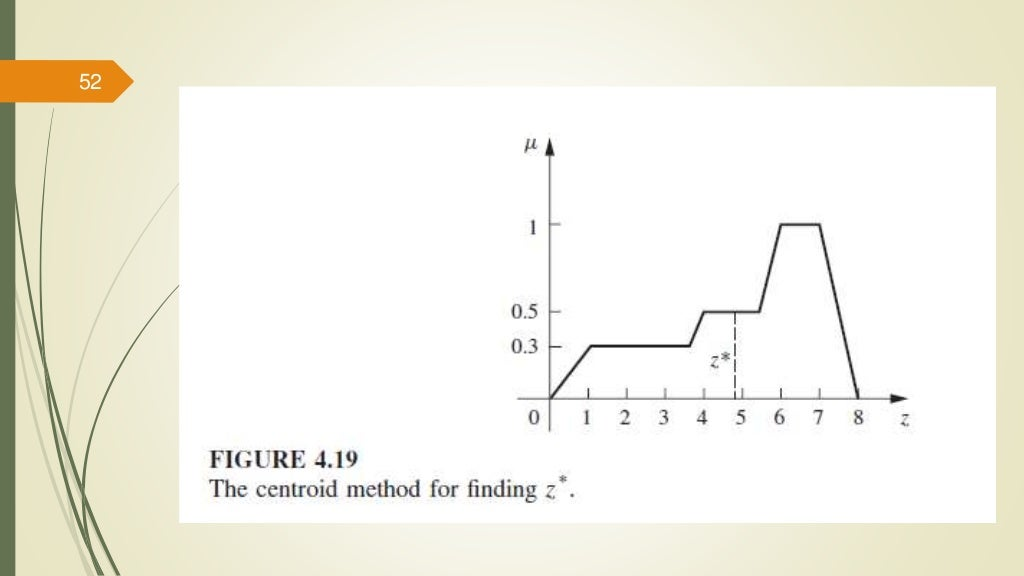 52
μ
1
0.5
0.3
z*
0 1 2 3 4 5 6 7 8 z
FIGURE 4.19
The centroid method for finding z*.